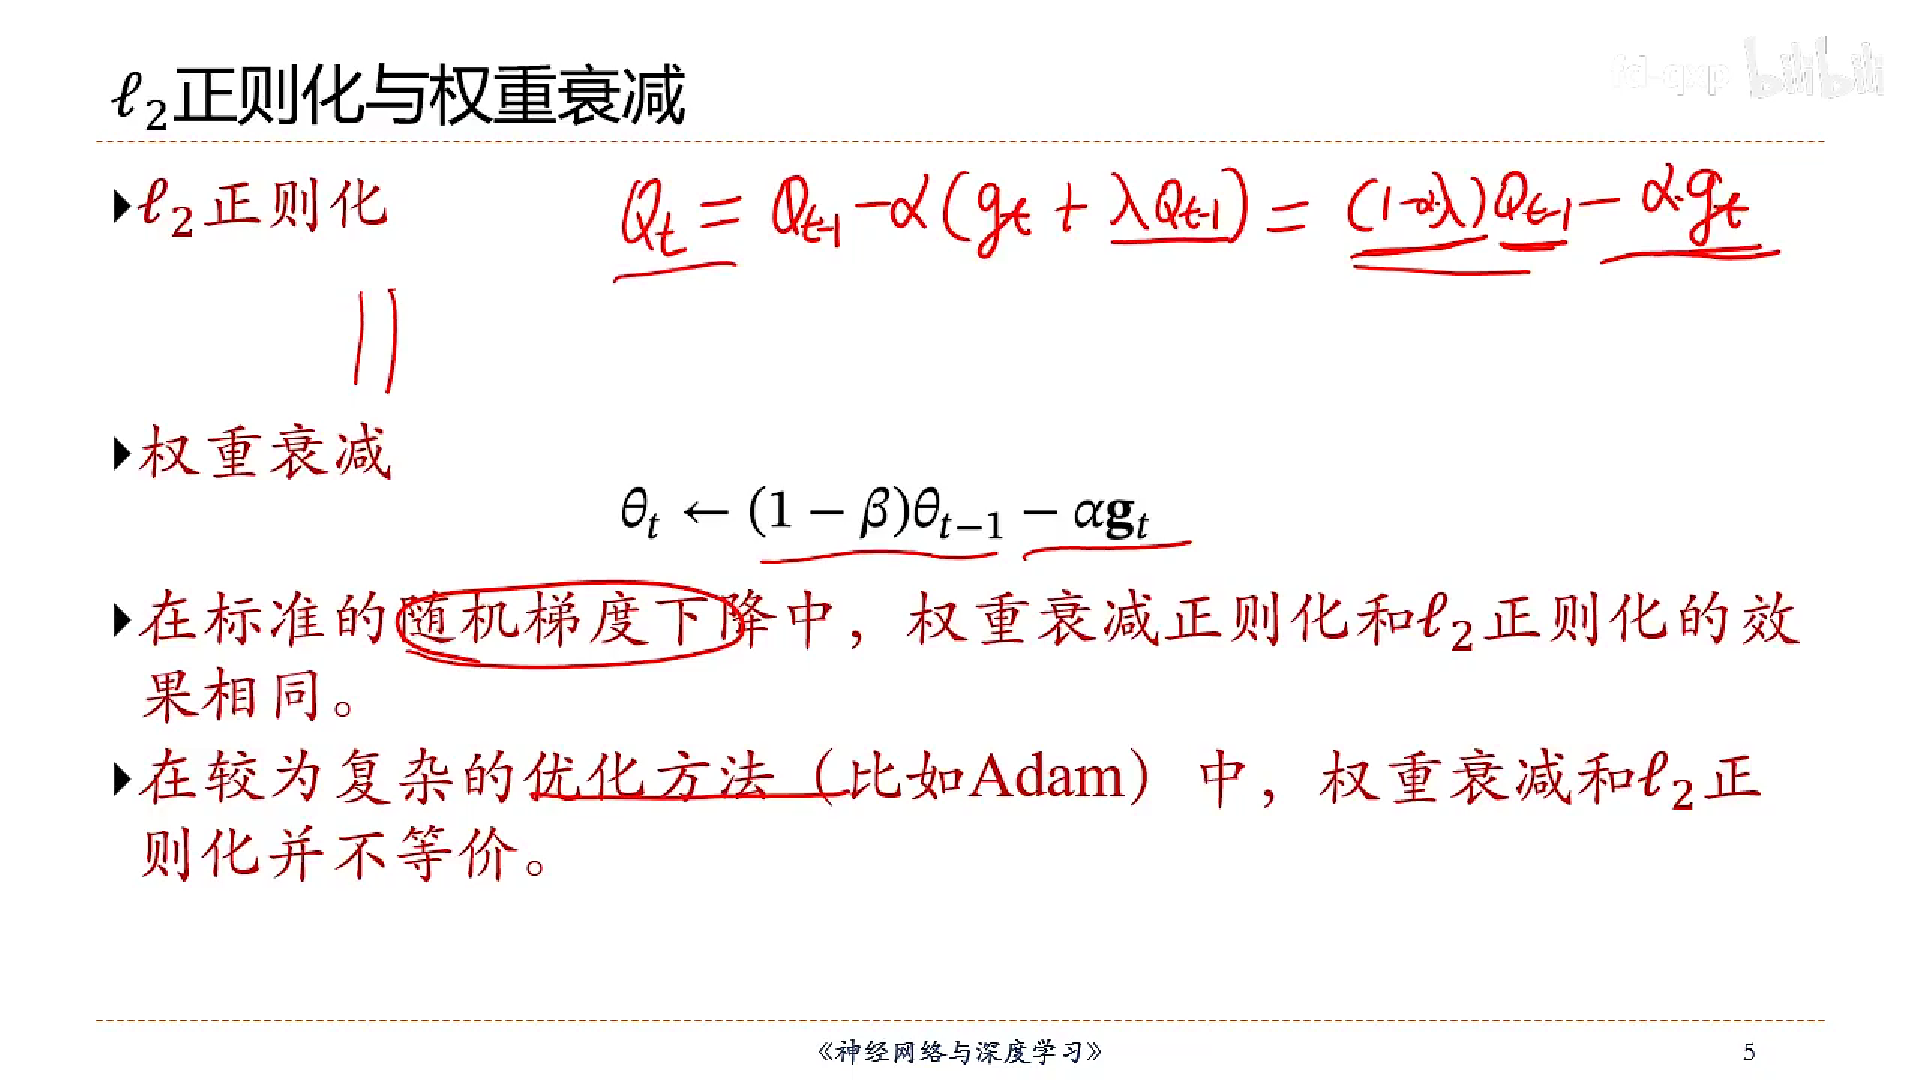 ℓ₂正则化与权重衰减
fd-qxp bilibili
ℓ₂正则化
Qt = Qt-1 - α(gt + λQt-1) = (1-α·λ)Qt-1 - α·gt
权重衰减
θt ← (1 − β)θt−1 − αgt
在标准的随机梯度下降中，权重衰减正则化和ℓ₂正则化的效
果相同。
在较为复杂的优化方法（比如Adam）中，权重衰减和ℓ₂正
则化并不等价。
《神经网络与深度学习》
5